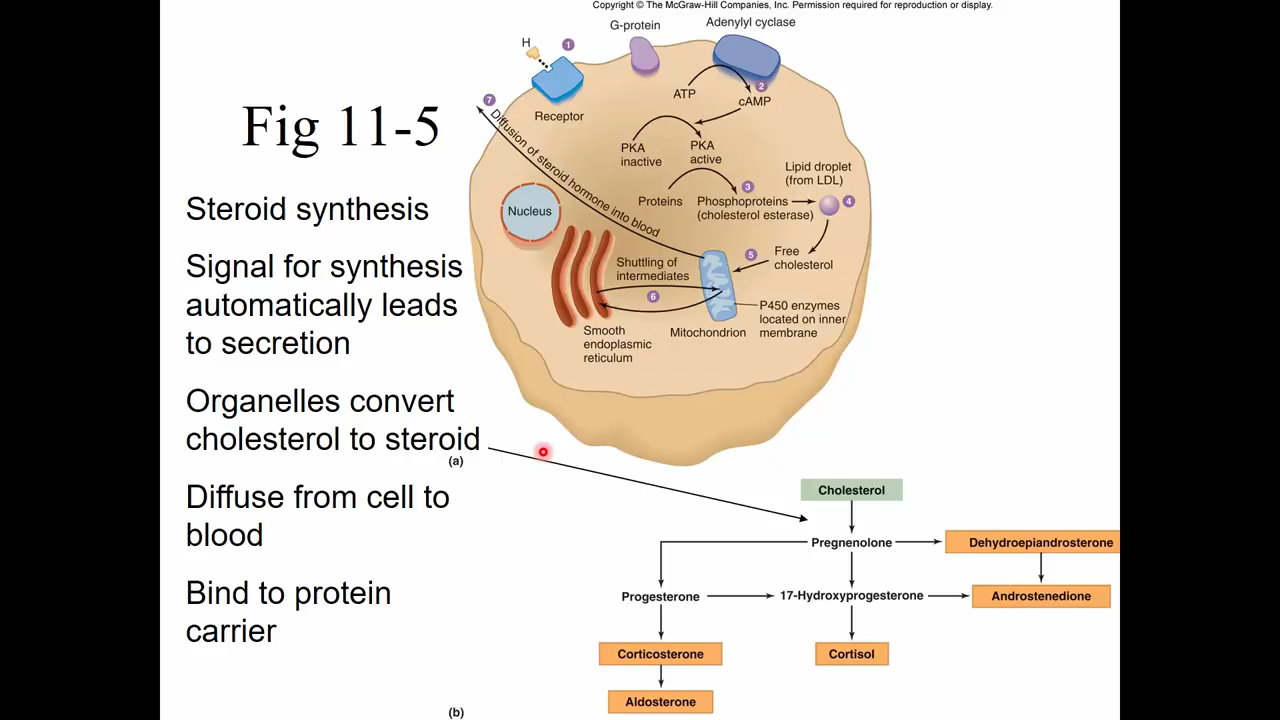 Copyright © The McGraw-Hill Companies, Inc. Permission required for reproduction or display.
Fig 11-5
Steroid synthesis
Signal for synthesis
automatically leads
to secretion
Organelles convert
cholesterol to steroid
Diffuse from cell to
blood
Bind to protein
carrier
H
1
G-protein
Adenylyl cyclase
Receptor
ATP
2
cAMP
7
Diffusion of steroid hormone into blood
PKA
inactive
PKA
active
Lipid droplet
(from LDL)
3
Proteins
Phosphoproteins
(cholesterol esterase)
4
Nucleus
5
Free
cholesterol
Shuttling of
intermediates
6
P450 enzymes
located on inner
membrane
Mitochondrion
Smooth
endoplasmic
reticulum
(a)
Cholesterol
Pregnenolone
Dehydroepiandrosterone
Progesterone
17-Hydroxyprogesterone
Androstenedione
Corticosterone
Cortisol
Aldosterone
(b)